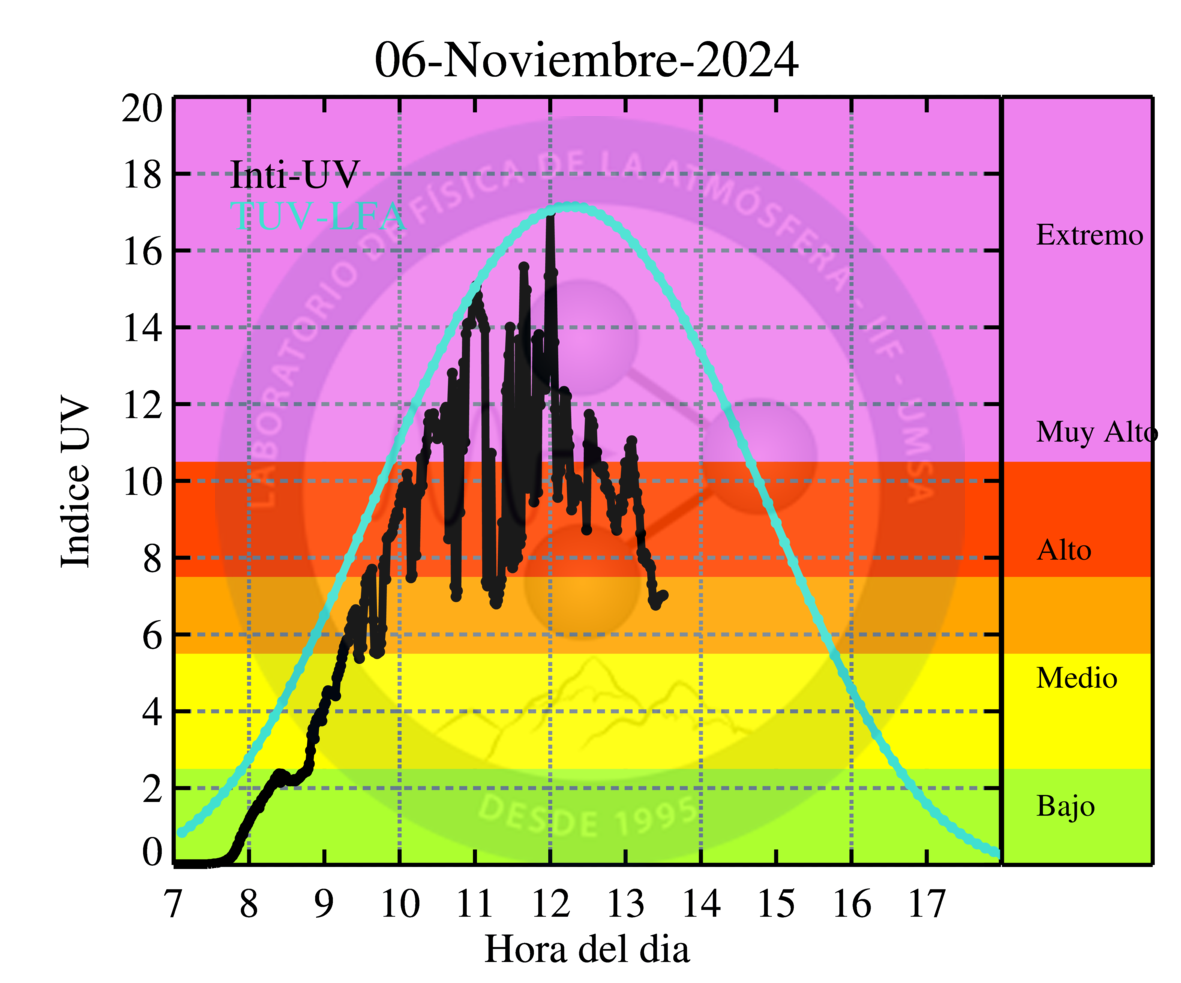 06-Noviembre-2024
Inti-UV
TUV-LFA
LABORATORIO DE FÍSICA DE LA ATMÓSFERA - IIF - UMSA
DESDE 1995
Indice UV
20
18
16
14
12
10
8
6
4
2
0
Extremo
Muy Alto
Alto
Medio
Bajo
7 8 9 10 11 12 13 14 15 16 17
Hora del dia